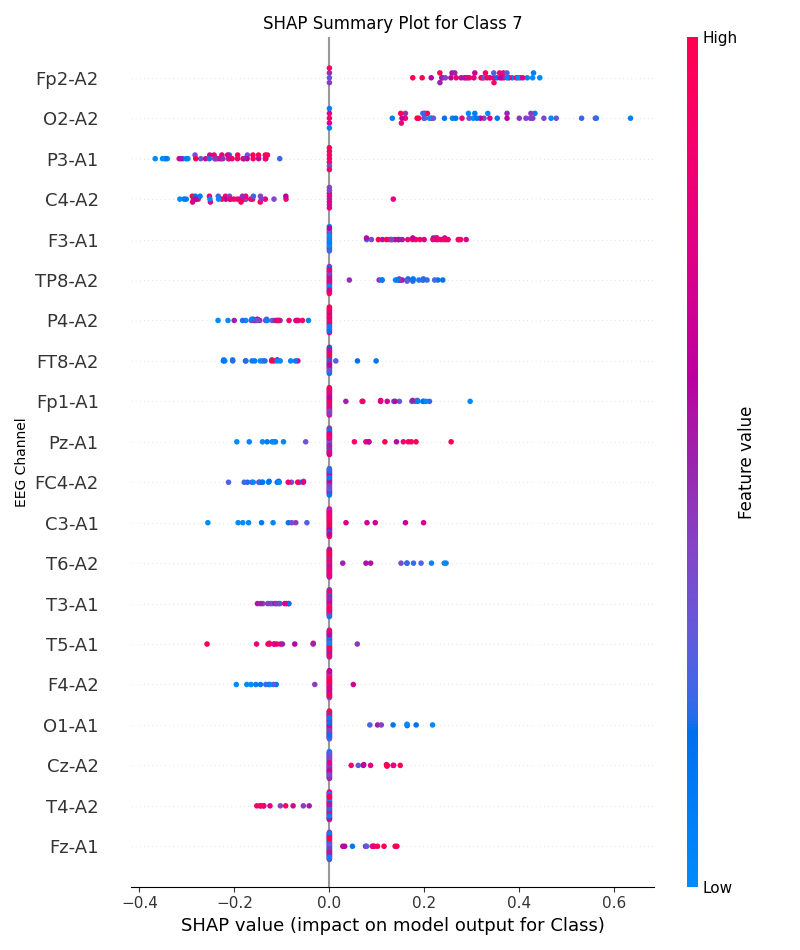 SHAP Summary Plot for Class 7
High
Fp2-A2
O2-A2
P3-A1
C4-A2
F3-A1
TP8-A2
P4-A2
FT8-A2
Fp1-A1
Pz-A1
FC4-A2
C3-A1
T6-A2
T3-A1
T5-A1
F4-A2
O1-A1
Cz-A2
T4-A2
Fz-A1
EEG Channel
Feature value
Low
−0.4 −0.2 0.0 0.2 0.4 0.6
SHAP value (impact on model output for Class)